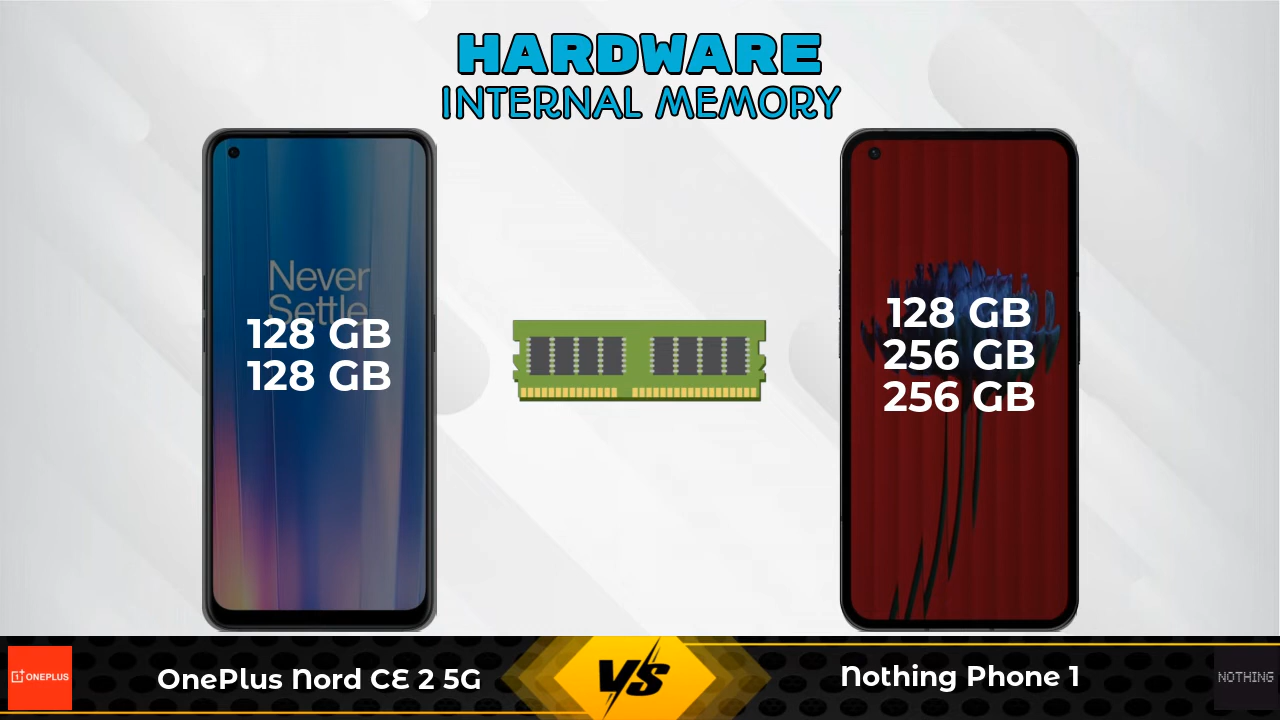 HARDWARE
INTERNAL MEMORY
Never
Settle
128 GB
128 GB
128 GB
256 GB
256 GB
ONEPLUS
OnePlus Nord CE 2 5G
VS
Nothing Phone 1
NOTHING